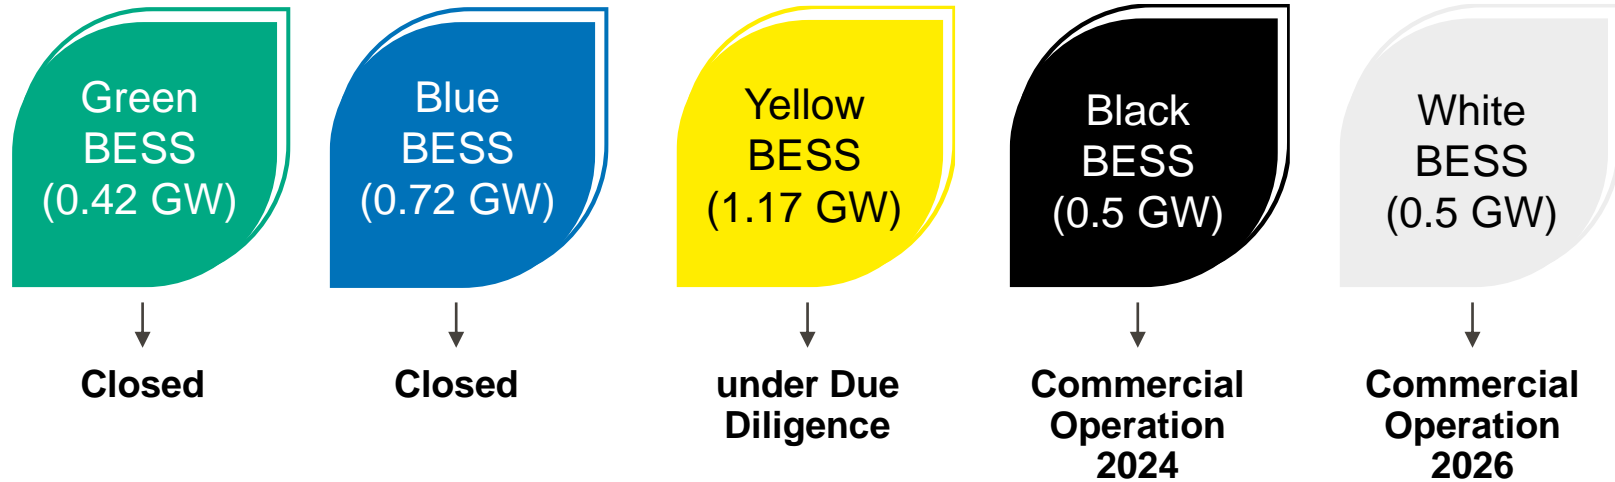 Green
BESS
(0.42 GW)
Closed
Blue
BESS
(0.72 GW)
Closed
Yellow
BESS
(1.17 GW)
under Due
Diligence
Black
BESS
(0.5 GW)
Commercial
Operation
2024
White
BESS
(0.5 GW)
Commercial
Operation
2026